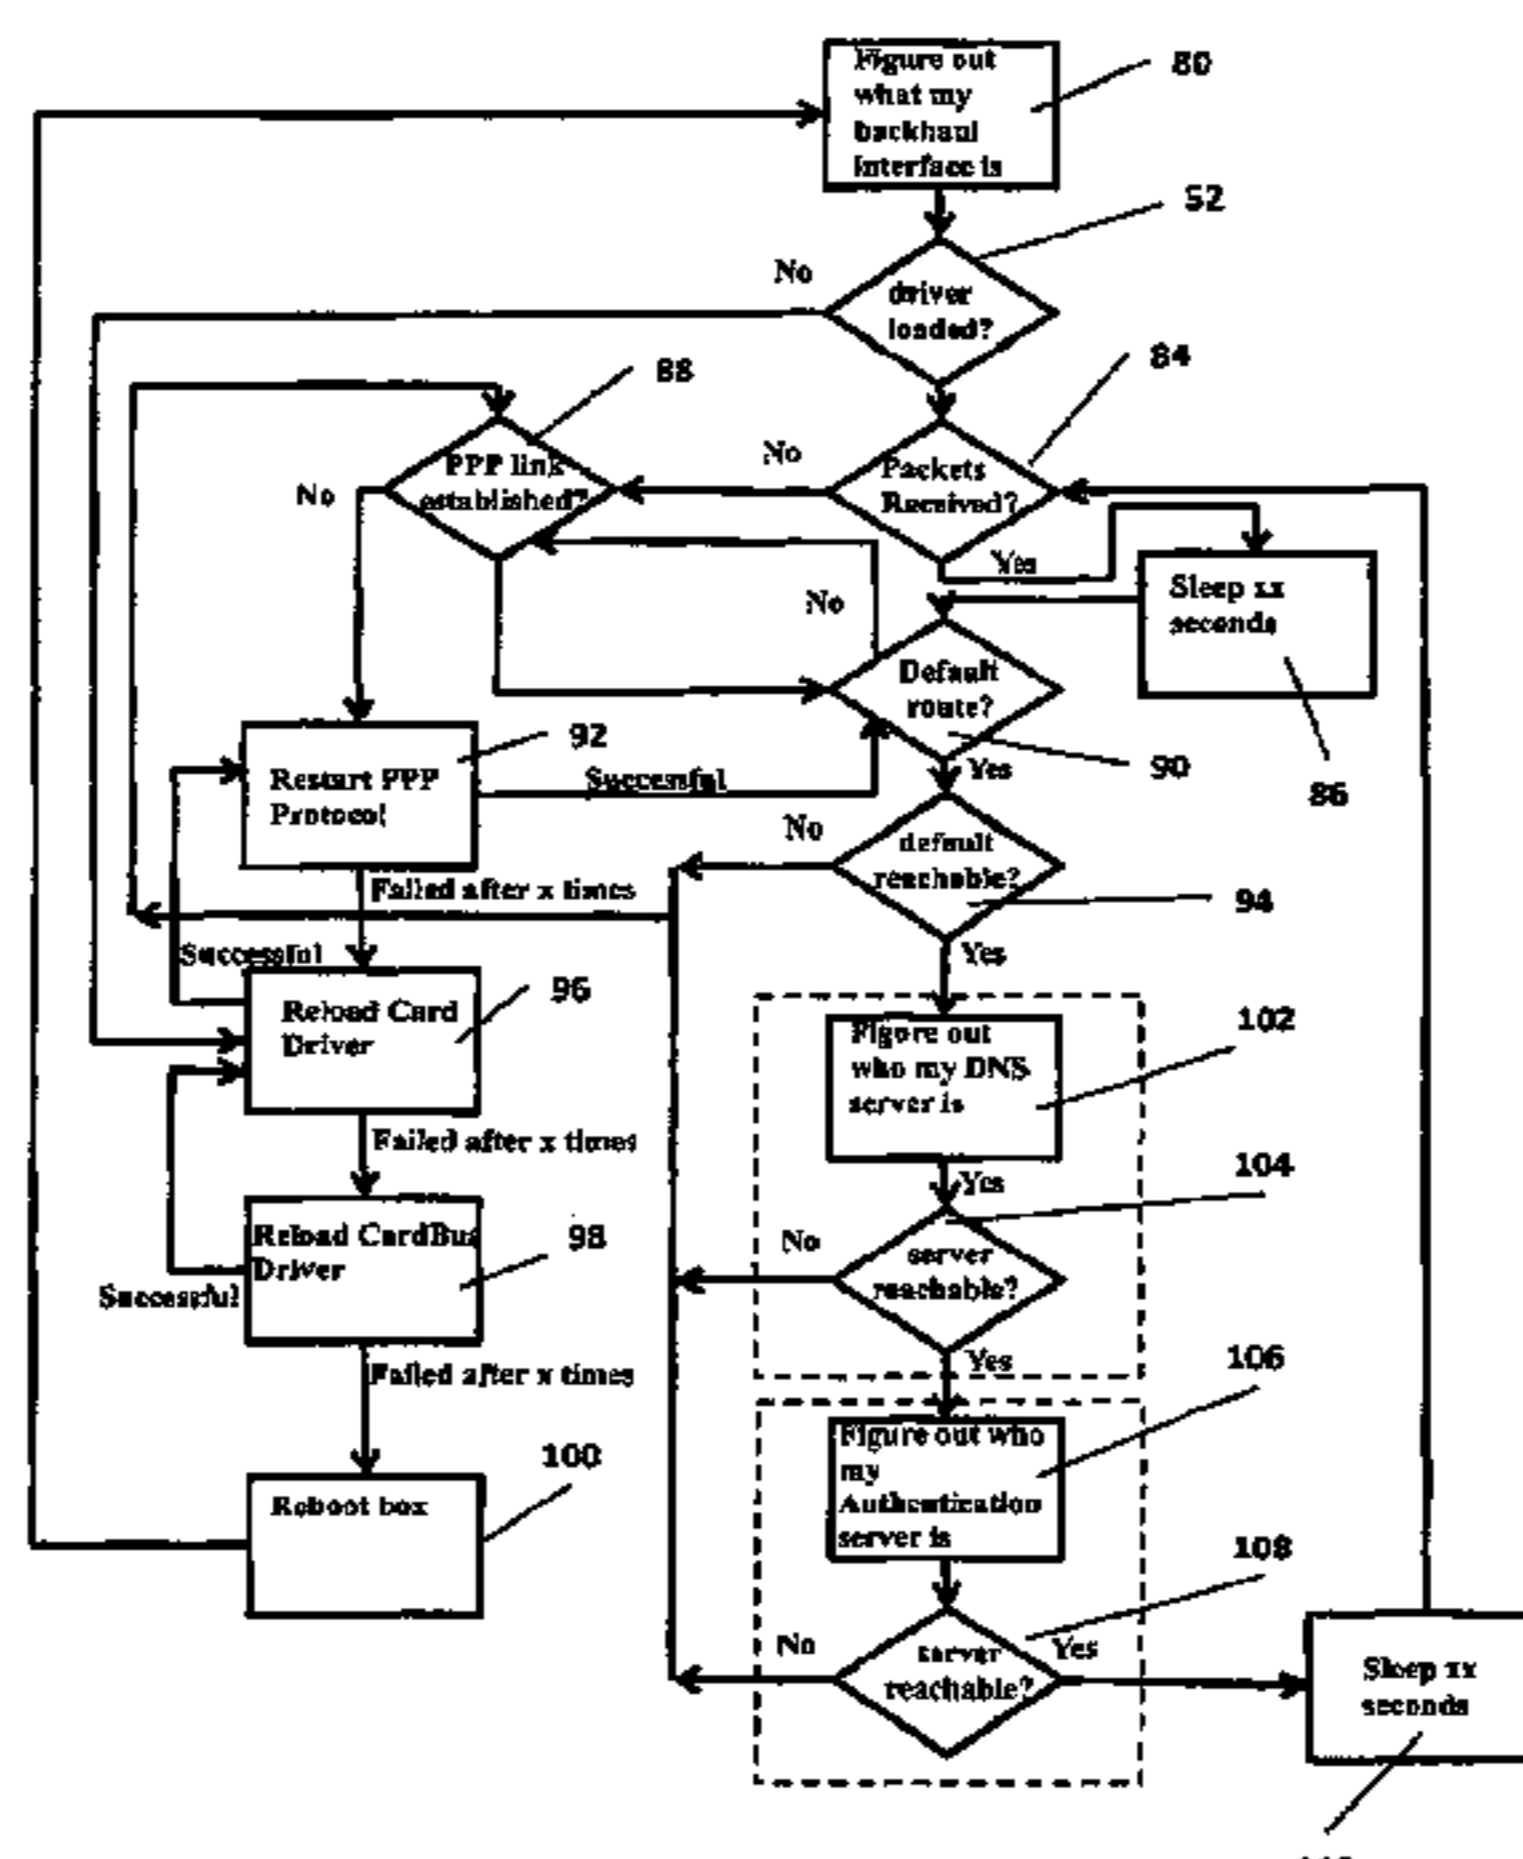 Figure out
what my
backhaul
Interface is
80
52
No
driver
loaded?
84
88
No
Packets
Received?
PPP link
established?
No
Yes
Sleep xx
seconds
86
No
Default
route?
90
Yes
92
Restart PPP
Protocol
Successful
No
default
reachable?
94
Failed after x times
Successful
Yes
96
Reload Card
Driver
102
Figure out
who my DNS
server is
Failed after x times
Yes
104
Reload CardBus
Driver
98
No
server
reachable?
Successful
Yes
106
Failed after x times
Figure out who
my
Authentication
server is
100
Reboot box
108
No
server
reachable?
Yes
Sleep xx
seconds